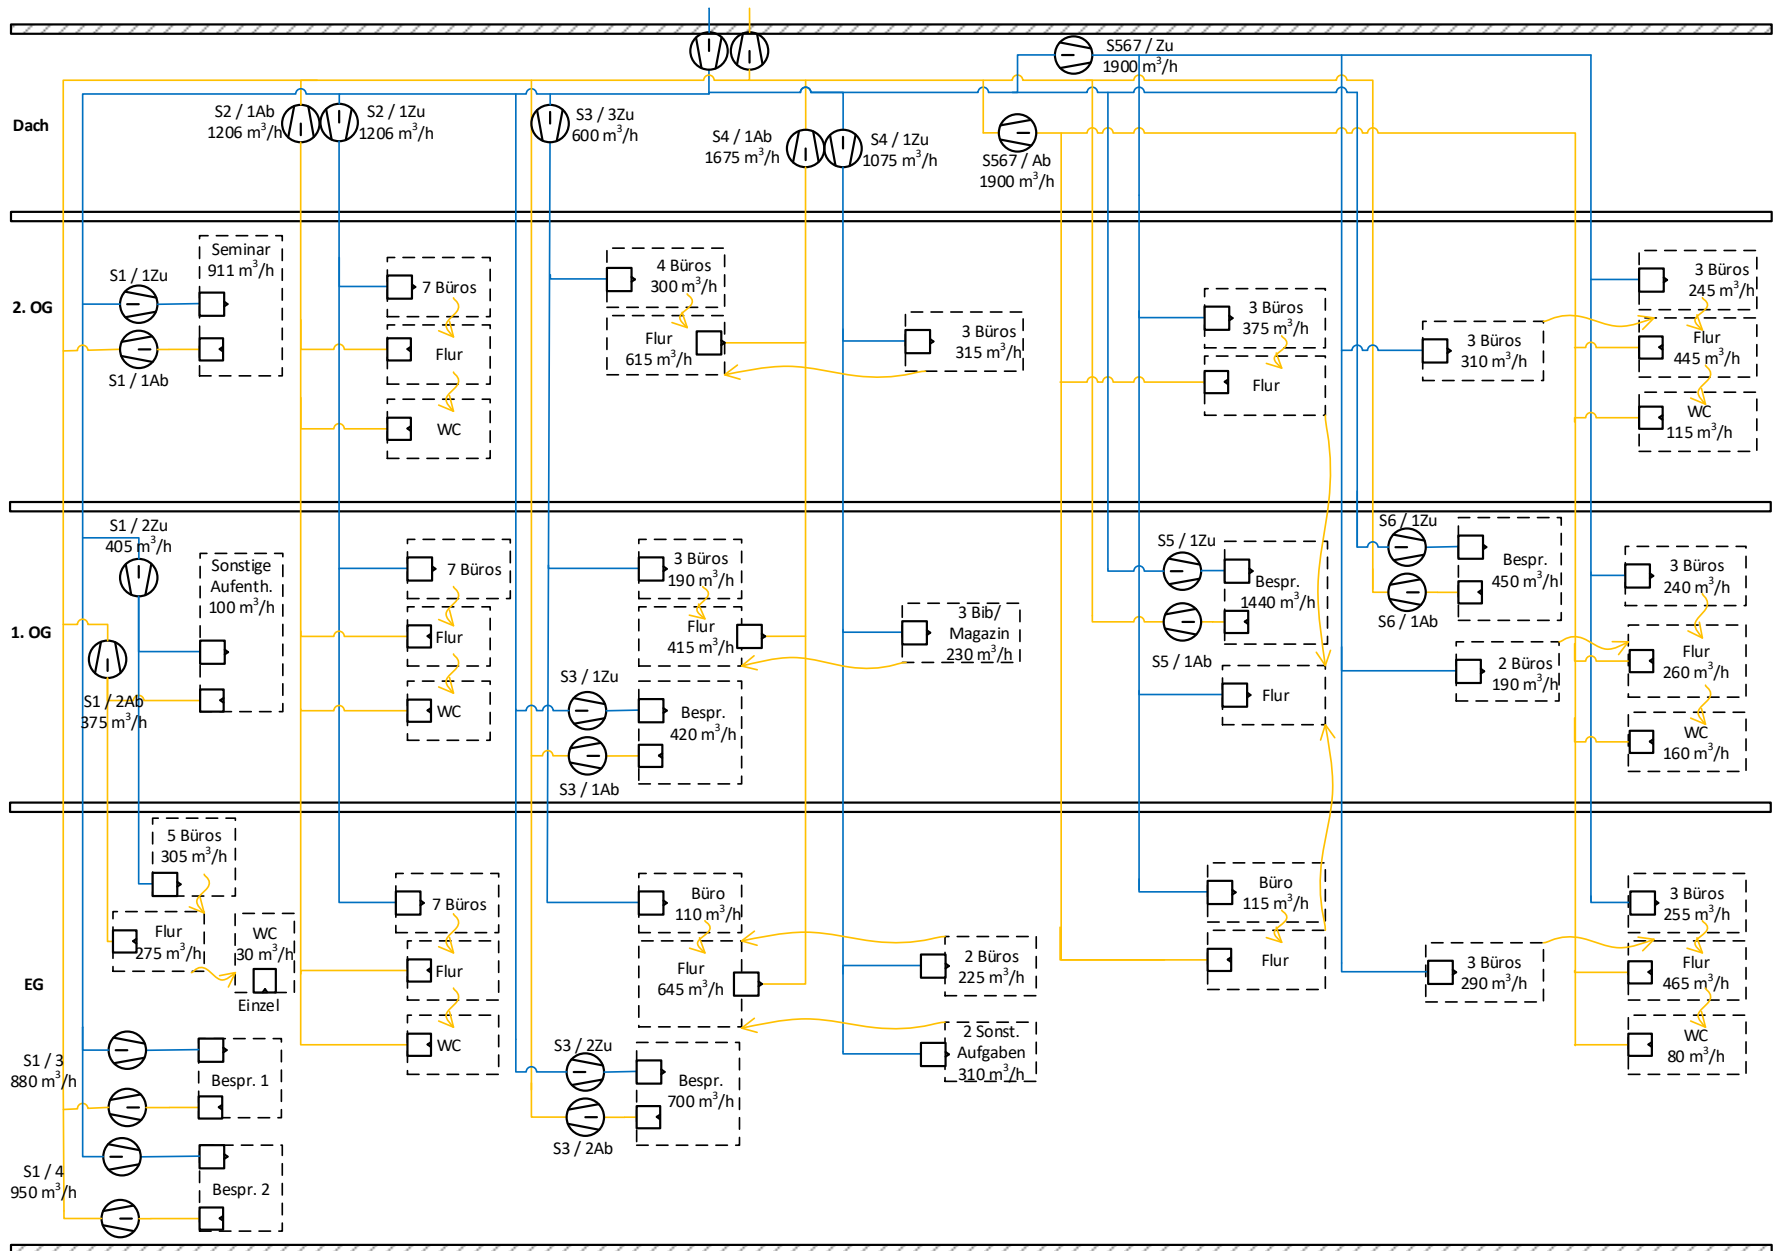 S567 / Zu
1900 m³/h
S2 / 1Ab
1206 m³/h
S2 / 1Zu
1206 m³/h
S3 / 3Zu
600 m³/h
S4 / 1Ab
1675 m³/h
S4 / 1Zu
1075 m³/h
S567 / Ab
1900 m³/h
Dach
Seminar
911 m³/h
S1 / 1Zu
S1 / 1Ab
7 Büros
Flur
WC
4 Büros
300 m³/h
Flur
615 m³/h
3 Büros
315 m³/h
3 Büros
375 m³/h
Flur
3 Büros
310 m³/h
3 Büros
245 m³/h
Flur
445 m³/h
WC
115 m³/h
2. OG
S1 / 2Zu
405 m³/h
Sonstige
Aufenth.
100 m³/h
S1 / 2Ab
375 m³/h
7 Büros
Flur
WC
3 Büros
190 m³/h
Flur
415 m³/h
S3 / 1Zu
S3 / 1Ab
Bespr.
420 m³/h
3 Bib/
Magazin
230 m³/h
S5 / 1Zu
S5 / 1Ab
Bespr.
1440 m³/h
Flur
S6 / 1Zu
S6 / 1Ab
Bespr.
450 m³/h
2 Büros
190 m³/h
3 Büros
240 m³/h
Flur
260 m³/h
WC
160 m³/h
1. OG
5 Büros
305 m³/h
Flur
275 m³/h
WC
30 m³/h
Einzel
7 Büros
Flur
WC
Büro
110 m³/h
Flur
645 m³/h
2 Büros
225 m³/h
2 Sonst.
Aufgaben
310 m³/h
Büro
115 m³/h
Flur
3 Büros
290 m³/h
3 Büros
255 m³/h
Flur
465 m³/h
WC
80 m³/h
EG
S1 / 3
880 m³/h
Bespr. 1
S3 / 2Zu
S3 / 2Ab
Bespr.
700 m³/h
S1 / 4
950 m³/h
Bespr. 2